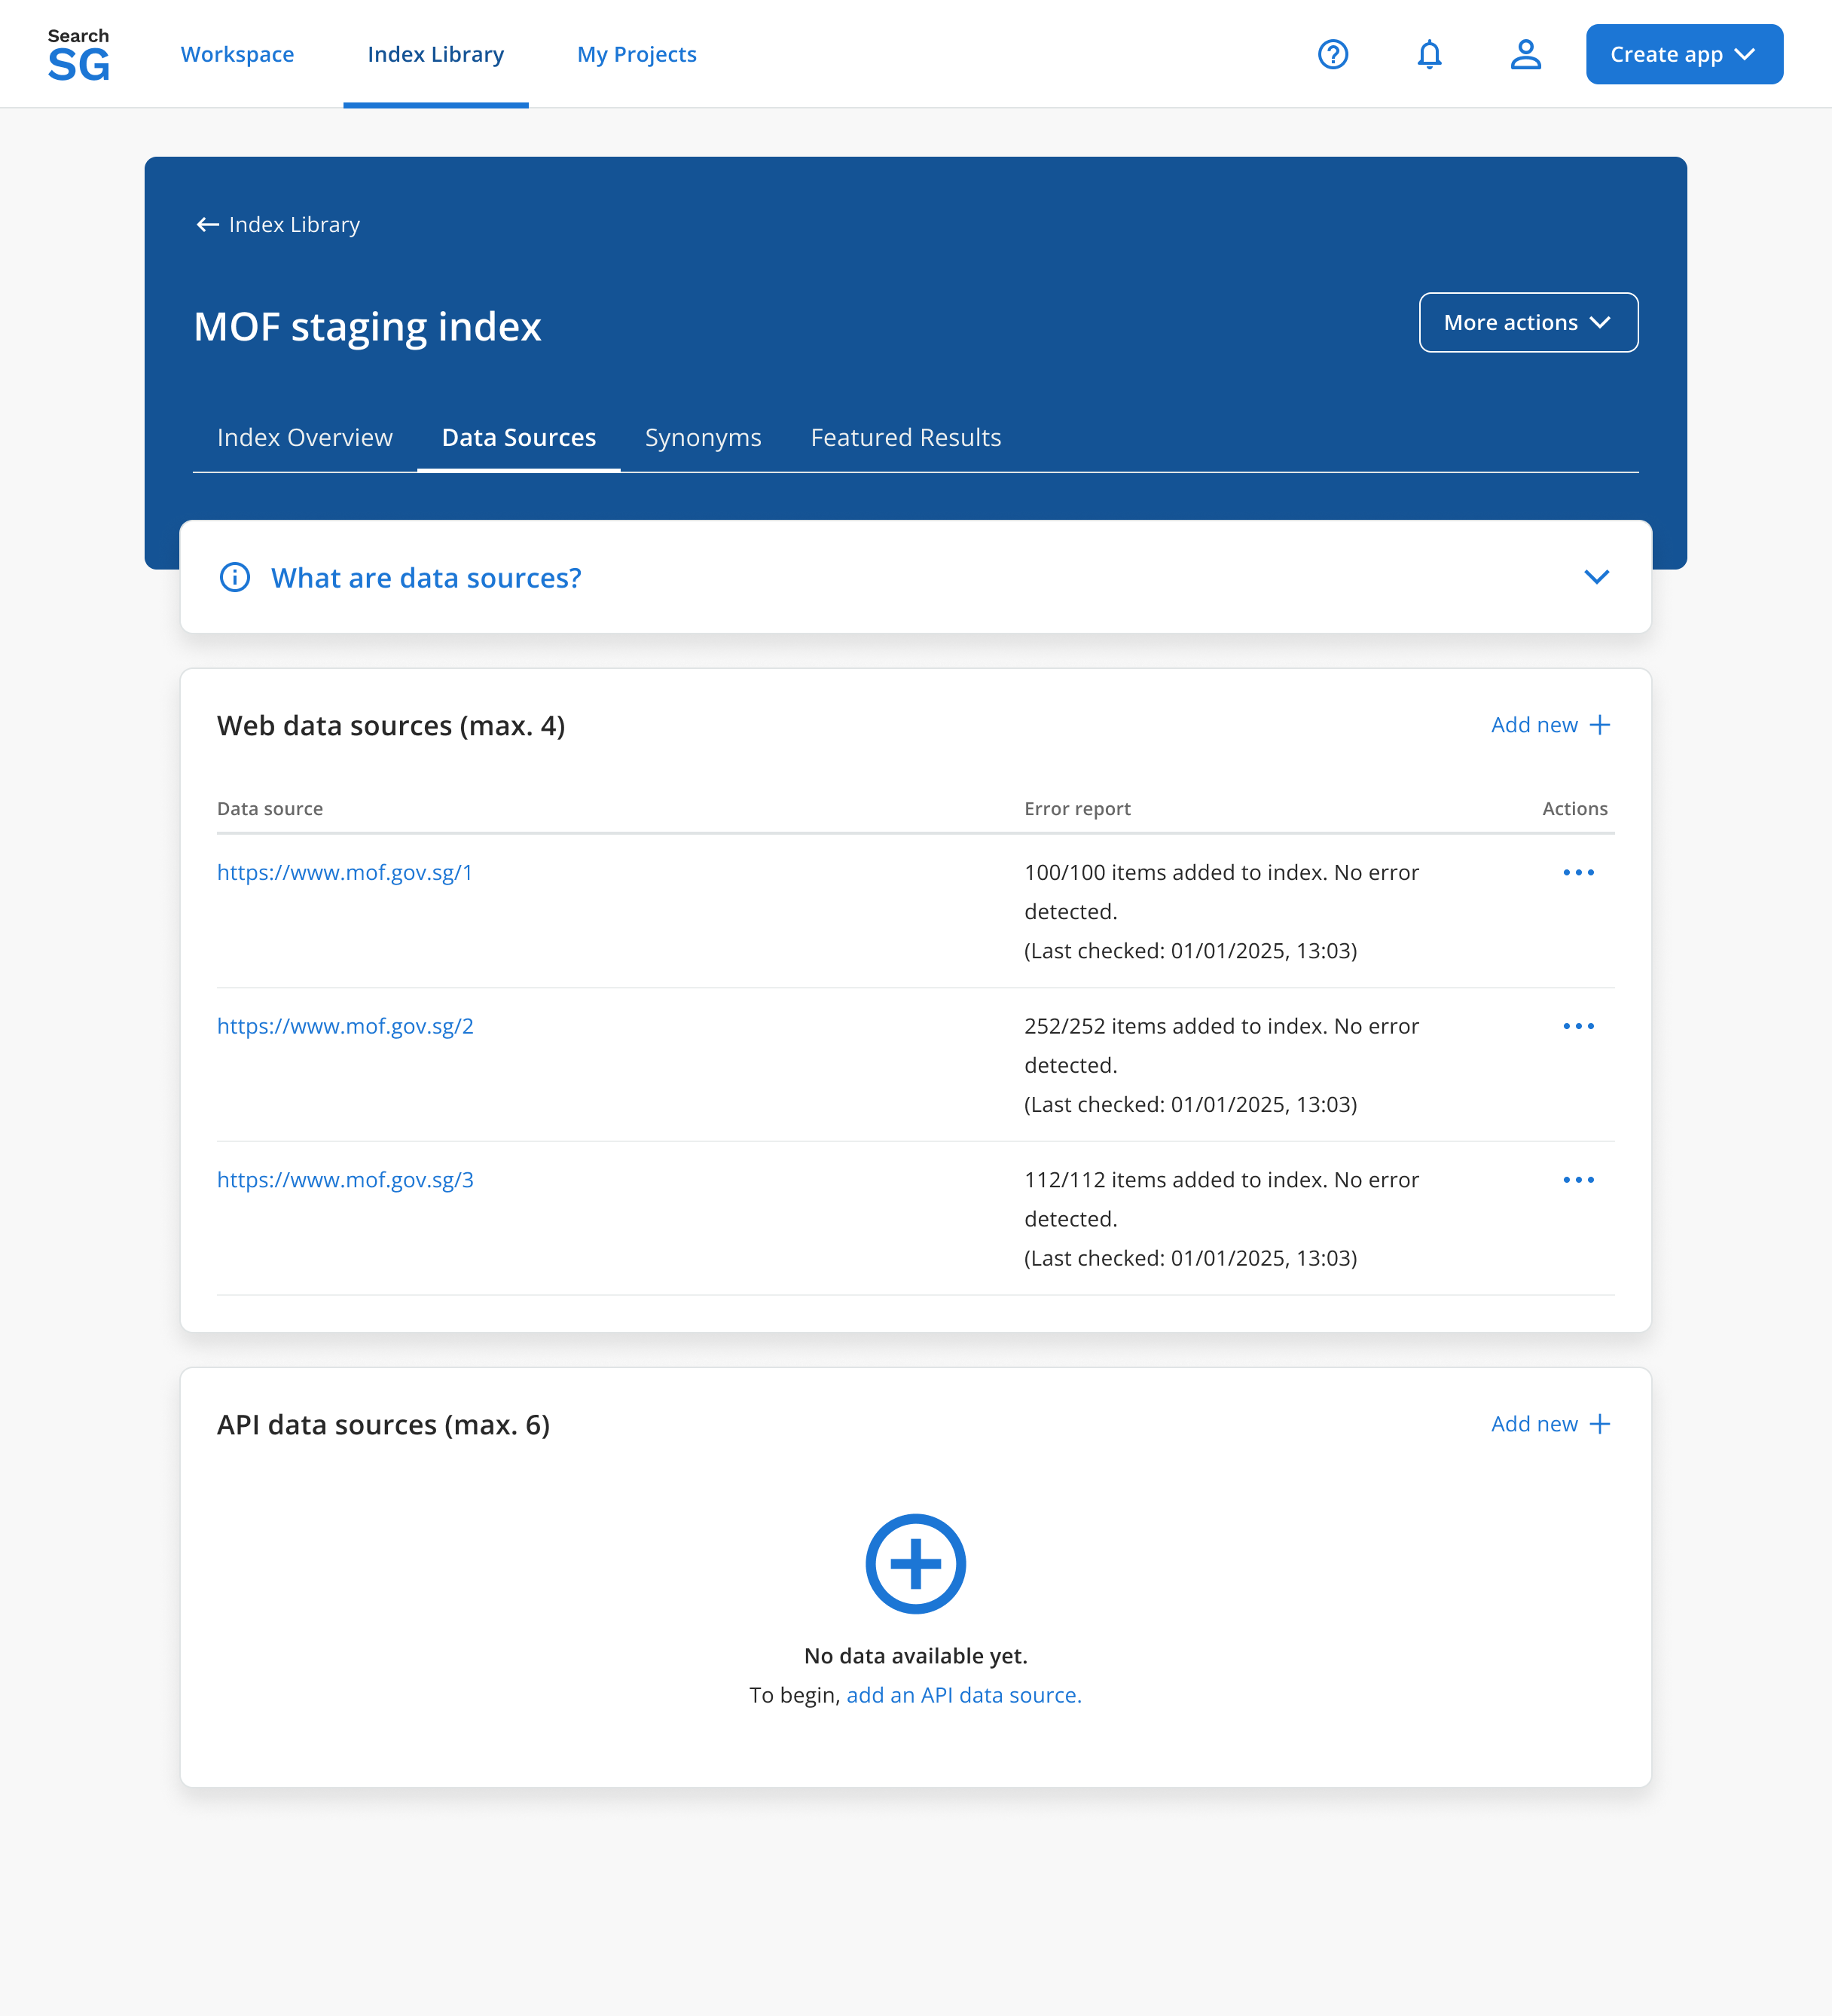 Search
SG
Workspace
Index Library
My Projects
Create app
Index Library
MOF staging index
More actions
Index Overview
Data Sources
Synonyms
Featured Results
What are data sources?
Web data sources (max. 4)
Add new
Data source
Error report
Actions
https://www.mof.gov.sg/1
100/100 items added to index. No error
detected.
(Last checked: 01/01/2025, 13:03)
https://www.mof.gov.sg/2
252/252 items added to index. No error
detected.
(Last checked: 01/01/2025, 13:03)
https://www.mof.gov.sg/3
112/112 items added to index. No error
detected.
(Last checked: 01/01/2025, 13:03)
API data sources (max. 6)
Add new
No data available yet.
To begin, add an API data source.